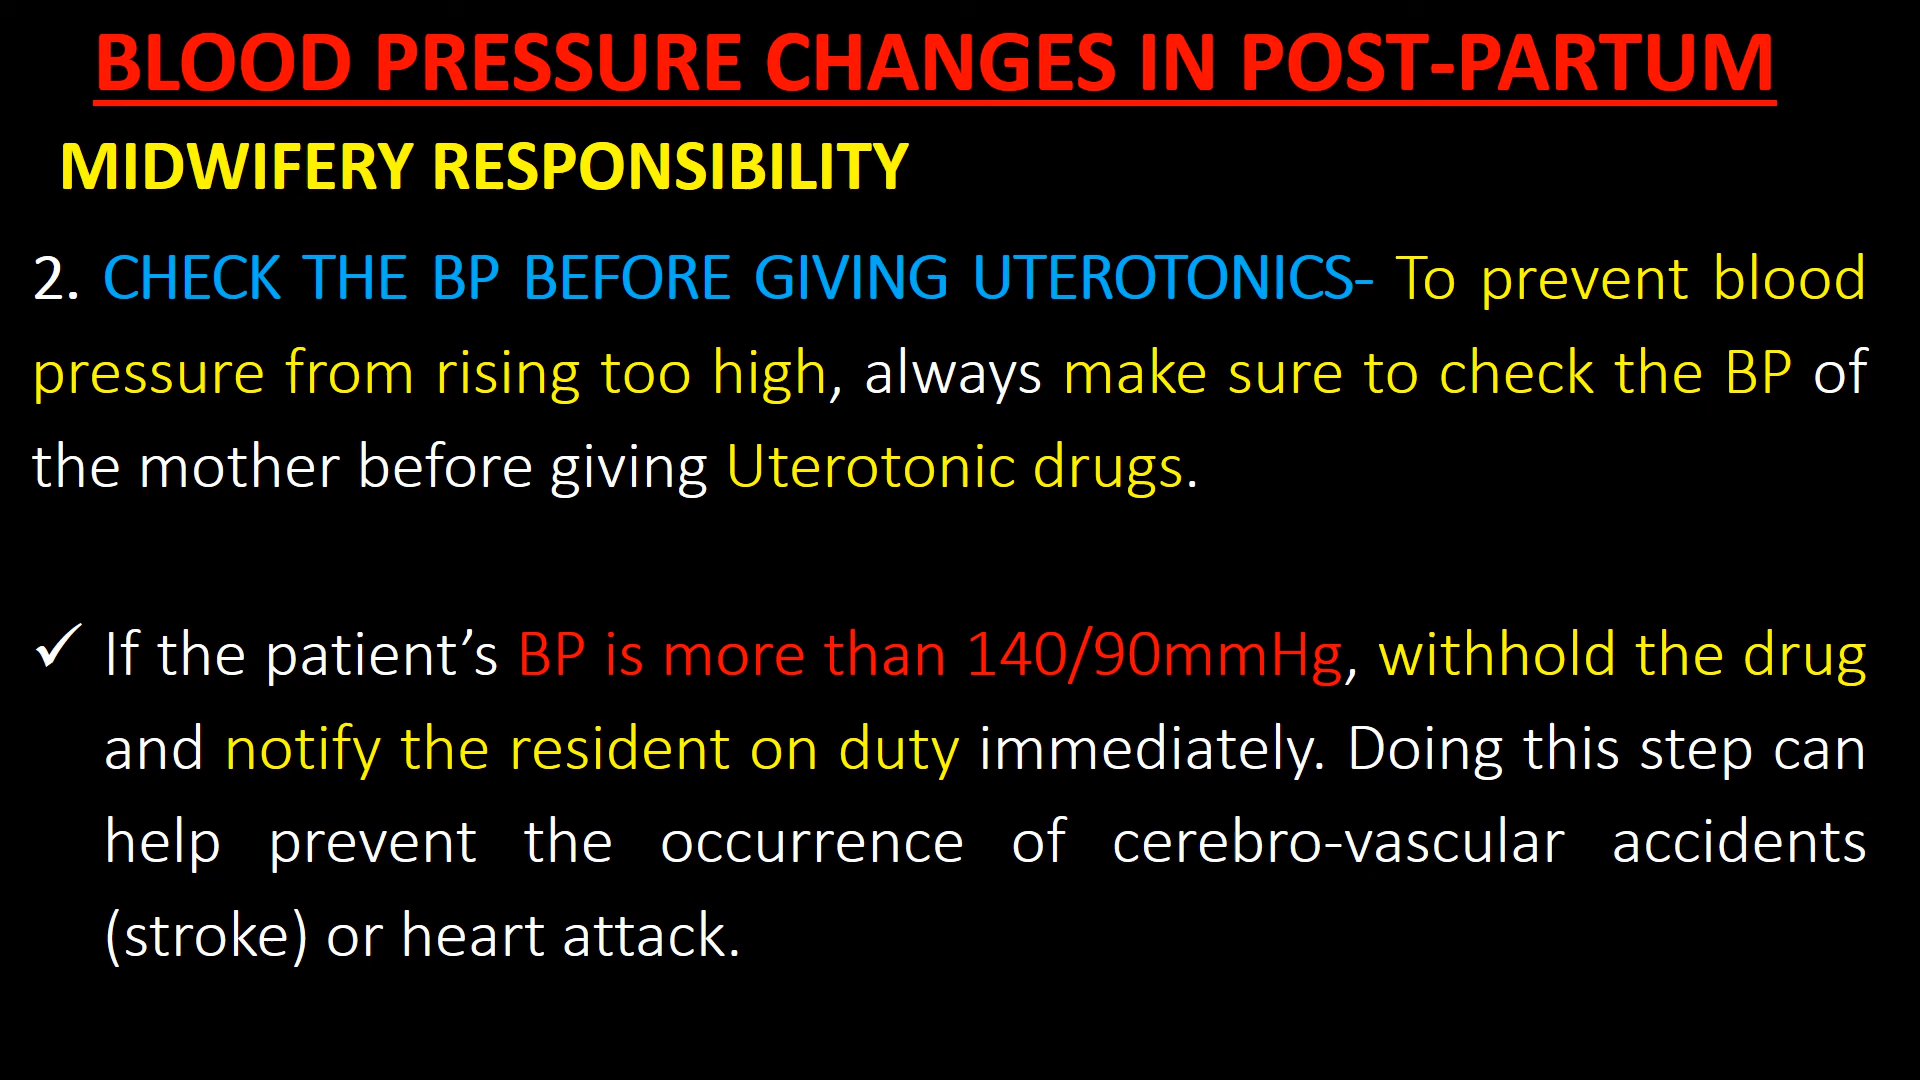 BLOOD PRESSURE CHANGES IN POST-PARTUM
MIDWIFERY RESPONSIBILITY
2. CHECK THE BP BEFORE GIVING UTEROTONICS- To prevent blood
pressure from rising too high, always make sure to check the BP of
the mother before giving Uterotonic drugs.
✓ If the patient’s BP is more than 140/90mmHg, withhold the drug
and notify the resident on duty immediately. Doing this step can
help prevent the occurrence of cerebro-vascular accidents
(stroke) or heart attack.